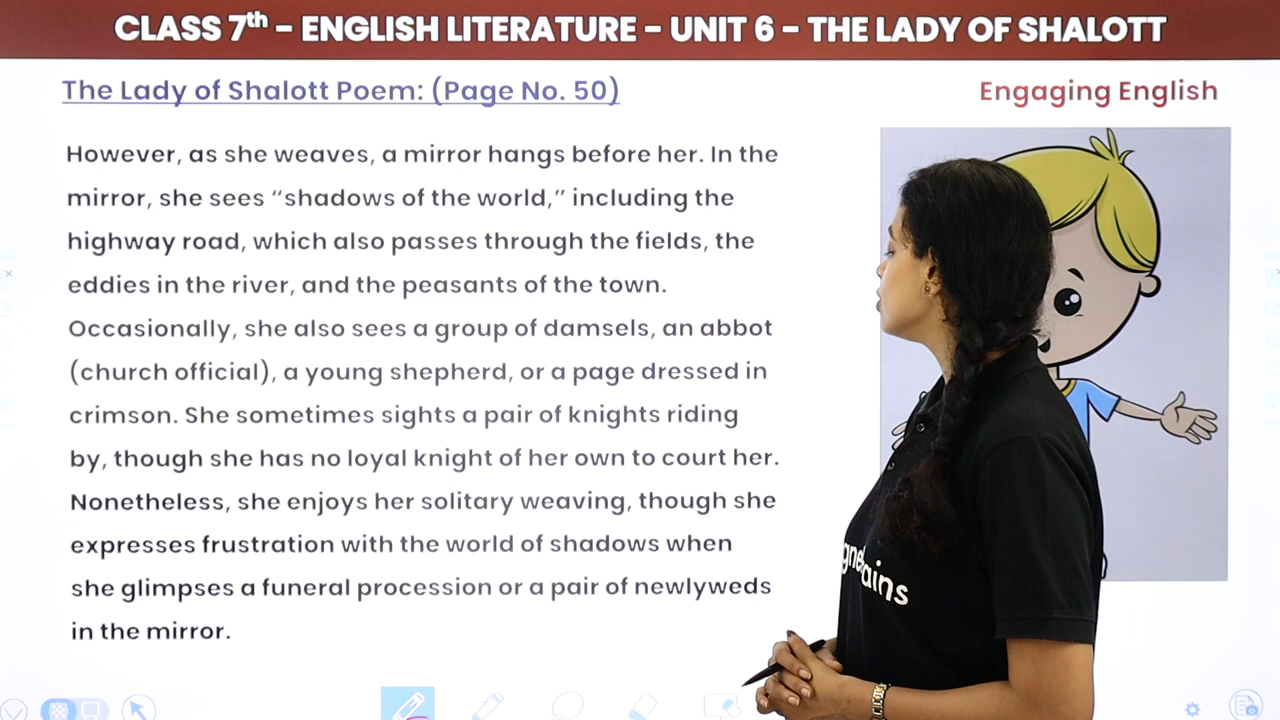 CLASS 7th – ENGLISH LITERATURE – UNIT 6 – THE LADY OF SHALOTT
The Lady of Shalott Poem: (Page No. 50)
Engaging English
However, as she weaves, a mirror hangs before her. In the
mirror, she sees “shadows of the world,” including the
highway road, which also passes through the fields, the
eddies in the river, and the peasants of the town.
Occasionally, she also sees a group of damsels, an abbot
(church official), a young shepherd, or a page dressed in
crimson. She sometimes sights a pair of knights riding
by, though she has no loyal knight of her own to court her.
Nonetheless, she enjoys her solitary weaving, though she
expresses frustration with the world of shadows when
she glimpses a funeral procession or a pair of newlyweds
in the mirror.